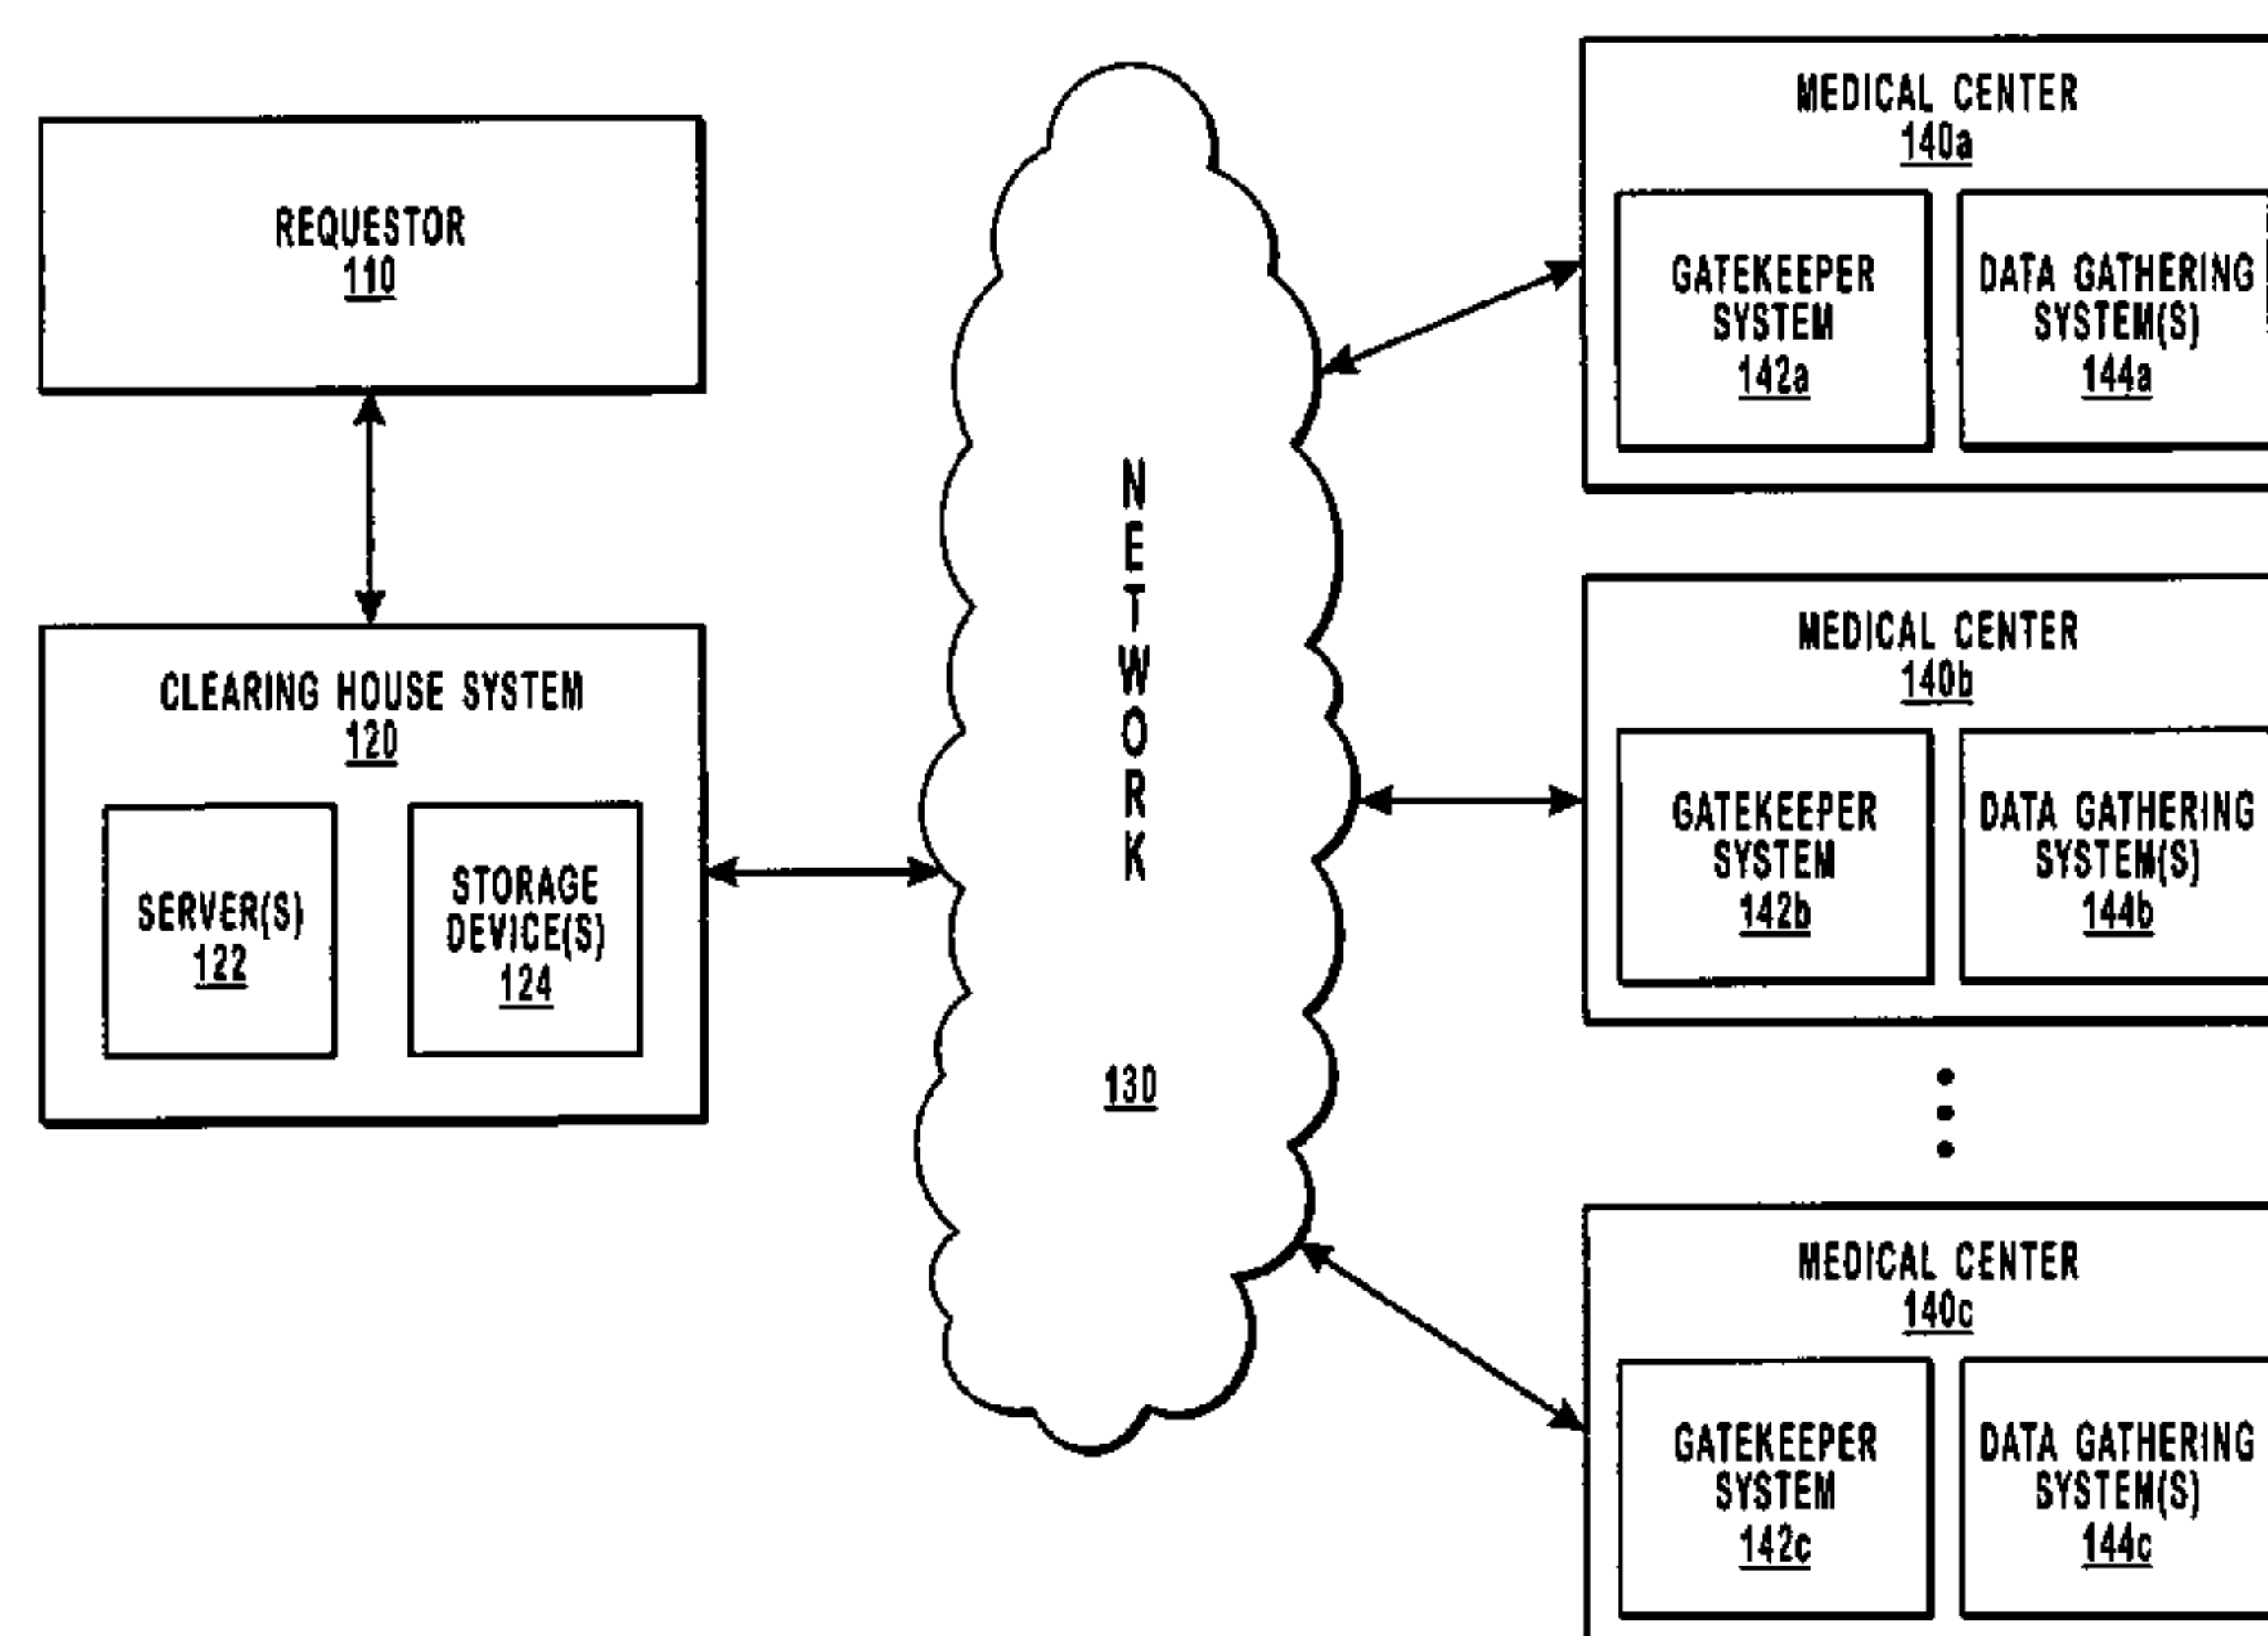 REQUESTOR
110
CLEARING HOUSE SYSTEM
120
SERVER(S)
122
STORAGE
DEVICE(S)
124
NETWORK
130
MEDICAL CENTER
140a
GATEKEEPER
SYSTEM
142a
DATA GATHERING
SYSTEM(S)
144a
MEDICAL CENTER
140b
GATEKEEPER
SYSTEM
142b
DATA GATHERING
SYSTEM(S)
144b
MEDICAL CENTER
140c
GATEKEEPER
SYSTEM
142c
DATA GATHERING
SYSTEM(S)
144c